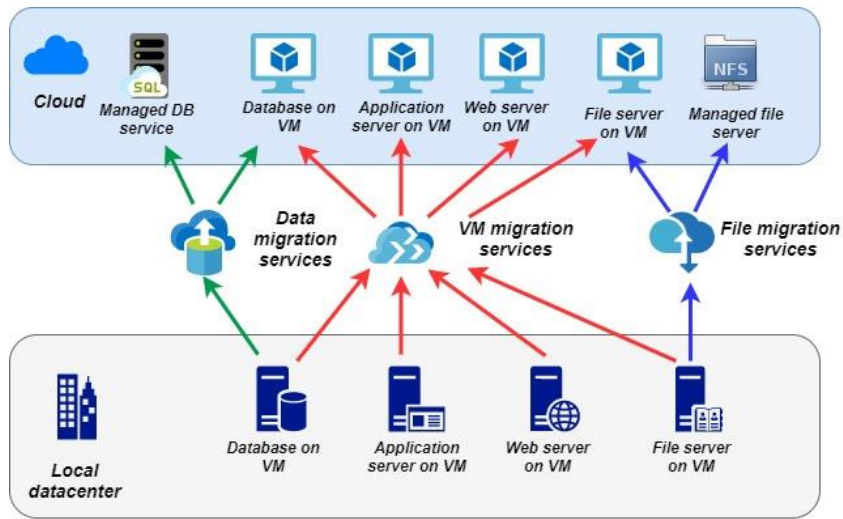 Cloud
SQL
Managed DB
service
Database on
VM
Application
server on VM
Web server
on VM
File server
on VM
NFS
Managed file
server
Data
migration
services
VM migration
services
File migration
services
Local
datacenter
Database on
VM
Application
server on VM
Web server
on VM
File server
on VM